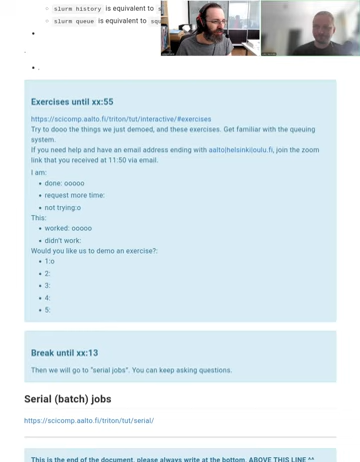 slurm history is equivalent to
slurm queue is equivalent to
.
.
Exercises until xx:55
https://scicomp.aalto.fi/triton/tut/interactive/#exercises
Try to dooo the things we just demoed, and these exercises. Get familiar with the queuing
system.
If you need help and have an email address ending with aalto|helsinki|oulu.fi, join the zoom
link that you received at 11:50 via email.
I am:
done: ooooo
request more time:
not trying:o
This:
worked: ooooo
didn't work:
Would you like us to demo an exercise?:
1:o
2:
3:
4:
5:
Break until xx:13
Then we will go to "serial jobs". You can keep asking questions.
Serial (batch) jobs
https://scicomp.aalto.fi/triton/tut/serial/
This is the end of the document, please always write at the bottom, ABOVE THIS LINE ^^